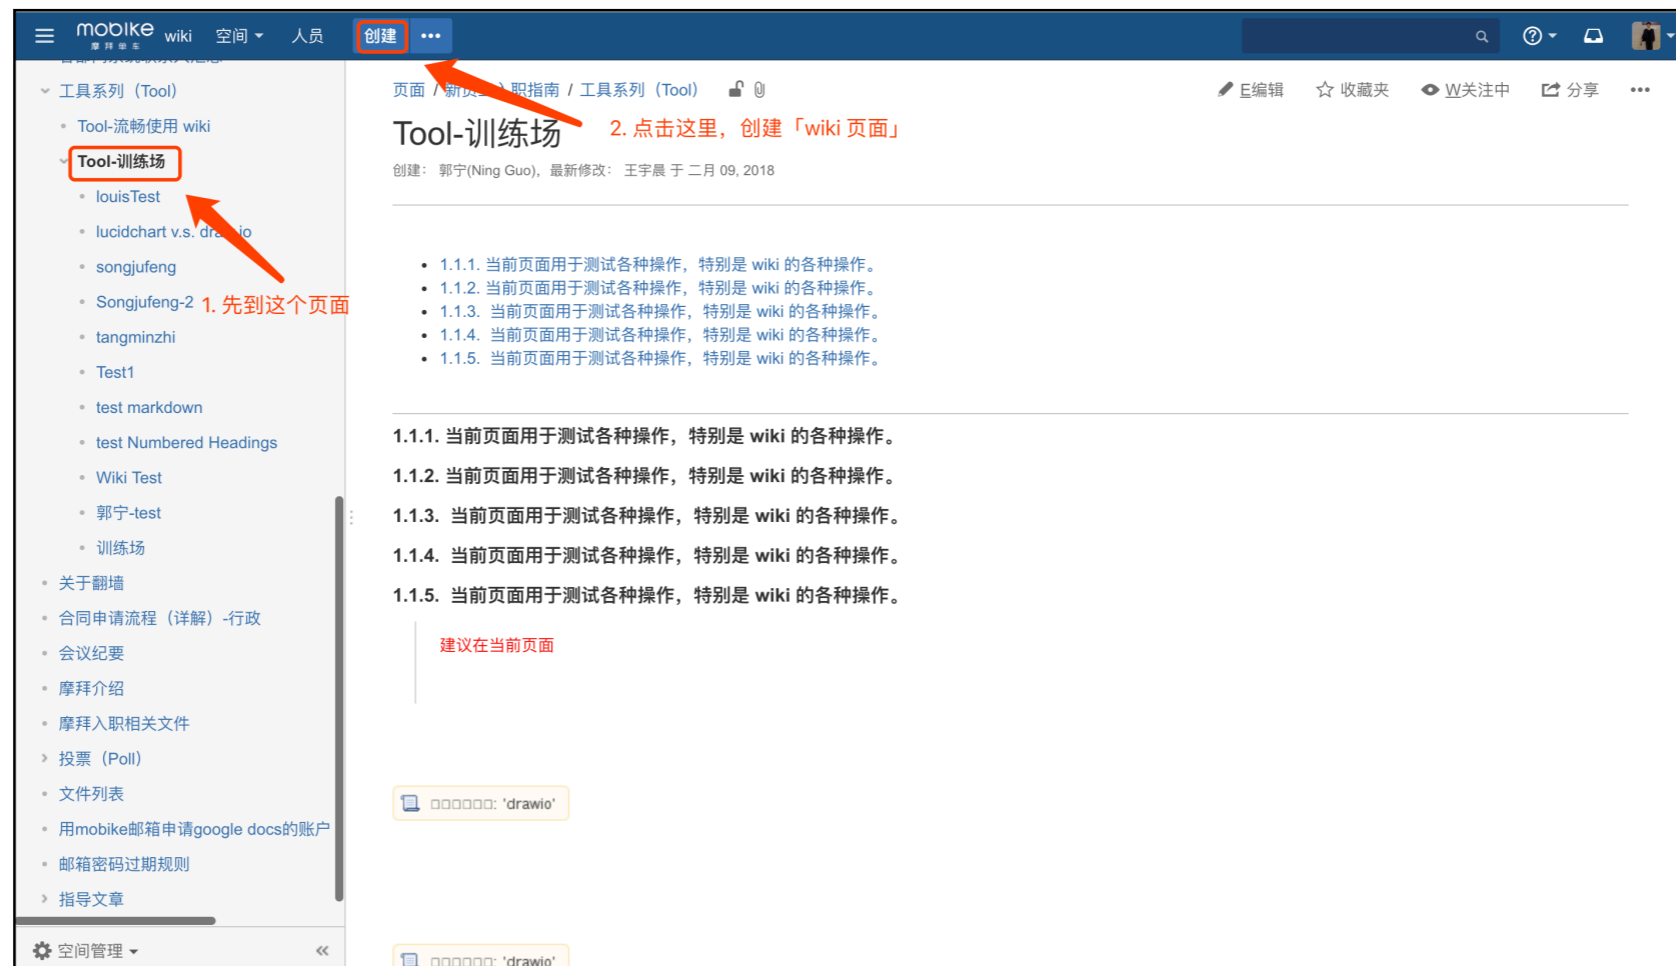 mobike
摩拜单车
wiki 空间 人员 创建 •••
工具系列（Tool）
Tool-流畅使用 wiki
Tool-训练场
louisTest
lucidchart v.s. draw.io
songjufeng
Songjufeng-2
1. 先到这个页面
tangminzhi
Test1
test markdown
test Numbered Headings
Wiki Test
郭宁-test
训练场
关于翻墙
合同申请流程（详解）-行政
会议纪要
摩拜介绍
摩拜入职相关文件
投票（Poll）
文件列表
用mobike邮箱申请google docs的账户
邮箱密码过期规则
指导文章
空间管理
页面 / 新员工入职指南 / 工具系列（Tool）
E编辑 收藏夹 W关注中 分享 •••
Tool-训练场
2. 点击这里，创建「wiki 页面」
创建： 郭宁(Ning Guo)，最新修改： 王宇晨 于 二月 09, 2018
1.1.1. 当前页面用于测试各种操作，特别是 wiki 的各种操作。
1.1.2. 当前页面用于测试各种操作，特别是 wiki 的各种操作。
1.1.3. 当前页面用于测试各种操作，特别是 wiki 的各种操作。
1.1.4. 当前页面用于测试各种操作，特别是 wiki 的各种操作。
1.1.5. 当前页面用于测试各种操作，特别是 wiki 的各种操作。
1.1.1. 当前页面用于测试各种操作，特别是 wiki 的各种操作。
1.1.2. 当前页面用于测试各种操作，特别是 wiki 的各种操作。
1.1.3. 当前页面用于测试各种操作，特别是 wiki 的各种操作。
1.1.4. 当前页面用于测试各种操作，特别是 wiki 的各种操作。
1.1.5. 当前页面用于测试各种操作，特别是 wiki 的各种操作。
建议在当前页面
□□□□□□: 'drawio'
□□□□□□: 'drawio'